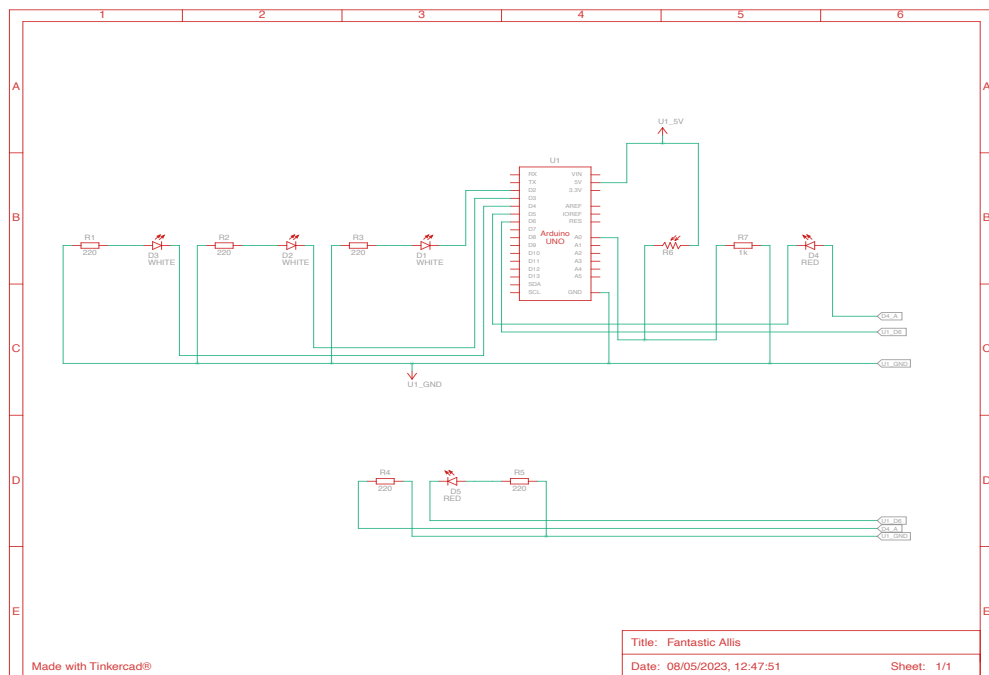 1 2 3 4 5 6
A A
U1_5V
U1
RX VIN
TX 5V
D2 3.3V
D3
D4 AREF
D5 IOREF
D6 RES
D7
D8 A0
D9 A1
D10 A2
D11 A3
D12 A4
D13 A5
SDA
SCL GND
Arduino
UNO
B B
R1
220
D3
WHITE
R2
220
D2
WHITE
R3
220
D1
WHITE
R6
R7
1k
D4
RED
D4_A
U1_D6
U1_GND
C C
U1_GND
D D
R4
220
D5
RED
R5
220
U1_D6
D4_A
U1_GND
E E
Title: Fantastic Allis
Made with Tinkercad®
Date: 08/05/2023, 12:47:51 Sheet: 1/1